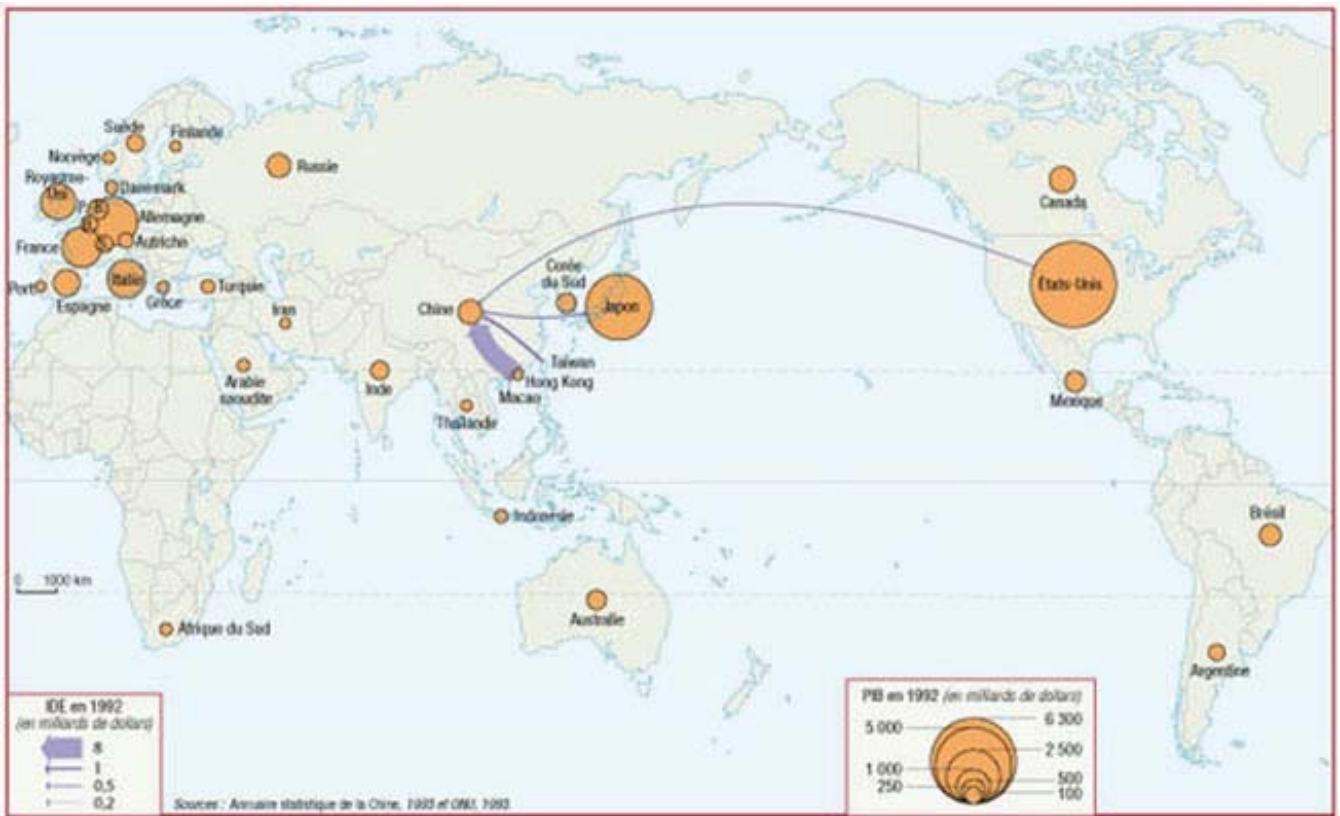 Suède
Finlande
Norvège
Russie
Royaume-
Uni
Danemark
P.-B.
Allemagne
Canada
France
Autriche
Corée
du Sud
États-Unis
Port.
Italie
Turquie
Espagne
Grèce
Iran
Chine
Japon
Taïwan
Arabie
saoudite
Inde
Hong Kong
Macao
Mexique
Thaïlande
Indonésie
Brésil
0 1000 km
Australie
Afrique du Sud
Argentine
IDE en 1992
(en milliards de dollars)
8
1
0,5
0,2
Sources : Annuaire statistique de la Chine, 1993 et ONU, 1993.
PIB en 1992 (en milliards de dollars)
6 300
5 000
2 500
1 000
500
250
100